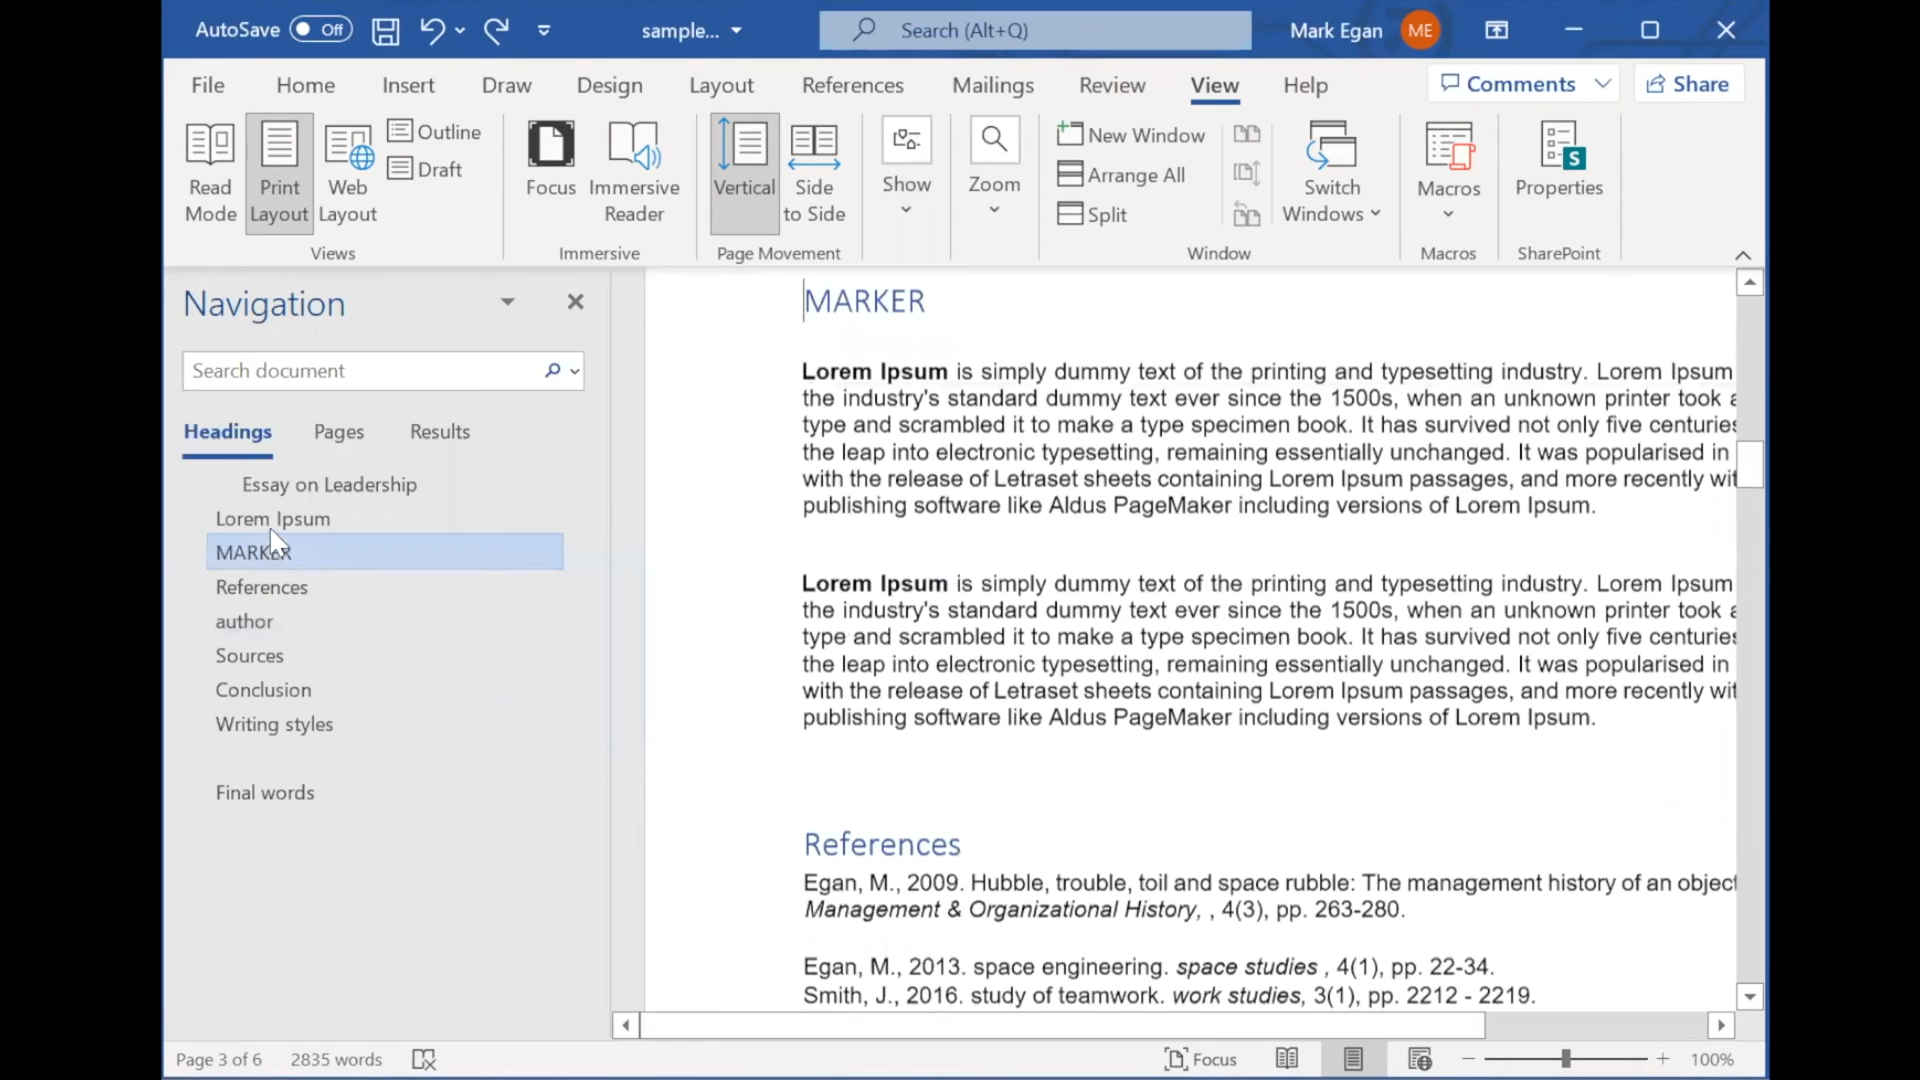 AutoSave Off sample... Search (Alt+Q) Mark Egan ME
File Home Insert Draw Design Layout References Mailings Review View Help Comments Share
Read Mode
Print Layout
Web Layout
Outline
Draft
Views
Focus
Immersive Reader
Immersive
Vertical
Side to Side
Page Movement
Show
Zoom
New Window
Arrange All
Split
Switch Windows
Window
Macros
Macros
S
Properties
SharePoint
Navigation
Search document
Headings Pages Results
Essay on Leadership
Lorem Ipsum
MARKER
References
author
Sources
Conclusion
Writing styles
Final words
MARKER
Lorem Ipsum is simply dummy text of the printing and typesetting industry. Lorem Ipsum
the industry's standard dummy text ever since the 1500s, when an unknown printer took
type and scrambled it to make a type specimen book. It has survived not only five centuries
the leap into electronic typesetting, remaining essentially unchanged. It was popularised in
with the release of Letraset sheets containing Lorem Ipsum passages, and more recently wit
publishing software like Aldus PageMaker including versions of Lorem Ipsum.
Lorem Ipsum is simply dummy text of the printing and typesetting industry. Lorem Ipsum
the industry's standard dummy text ever since the 1500s, when an unknown printer took
type and scrambled it to make a type specimen book. It has survived not only five centuries
the leap into electronic typesetting, remaining essentially unchanged. It was popularised in
with the release of Letraset sheets containing Lorem Ipsum passages, and more recently wit
publishing software like Aldus PageMaker including versions of Lorem Ipsum.
References
Egan, M., 2009. Hubble, trouble, toil and space rubble: The management history of an object
Management & Organizational History, , 4(3), pp. 263-280.
Egan, M., 2013. space engineering. space studies , 4(1), pp. 22-34.
Smith, J., 2016. study of teamwork. work studies, 3(1), pp. 2212 - 2219.
Page 3 of 6 2835 words Focus 100%